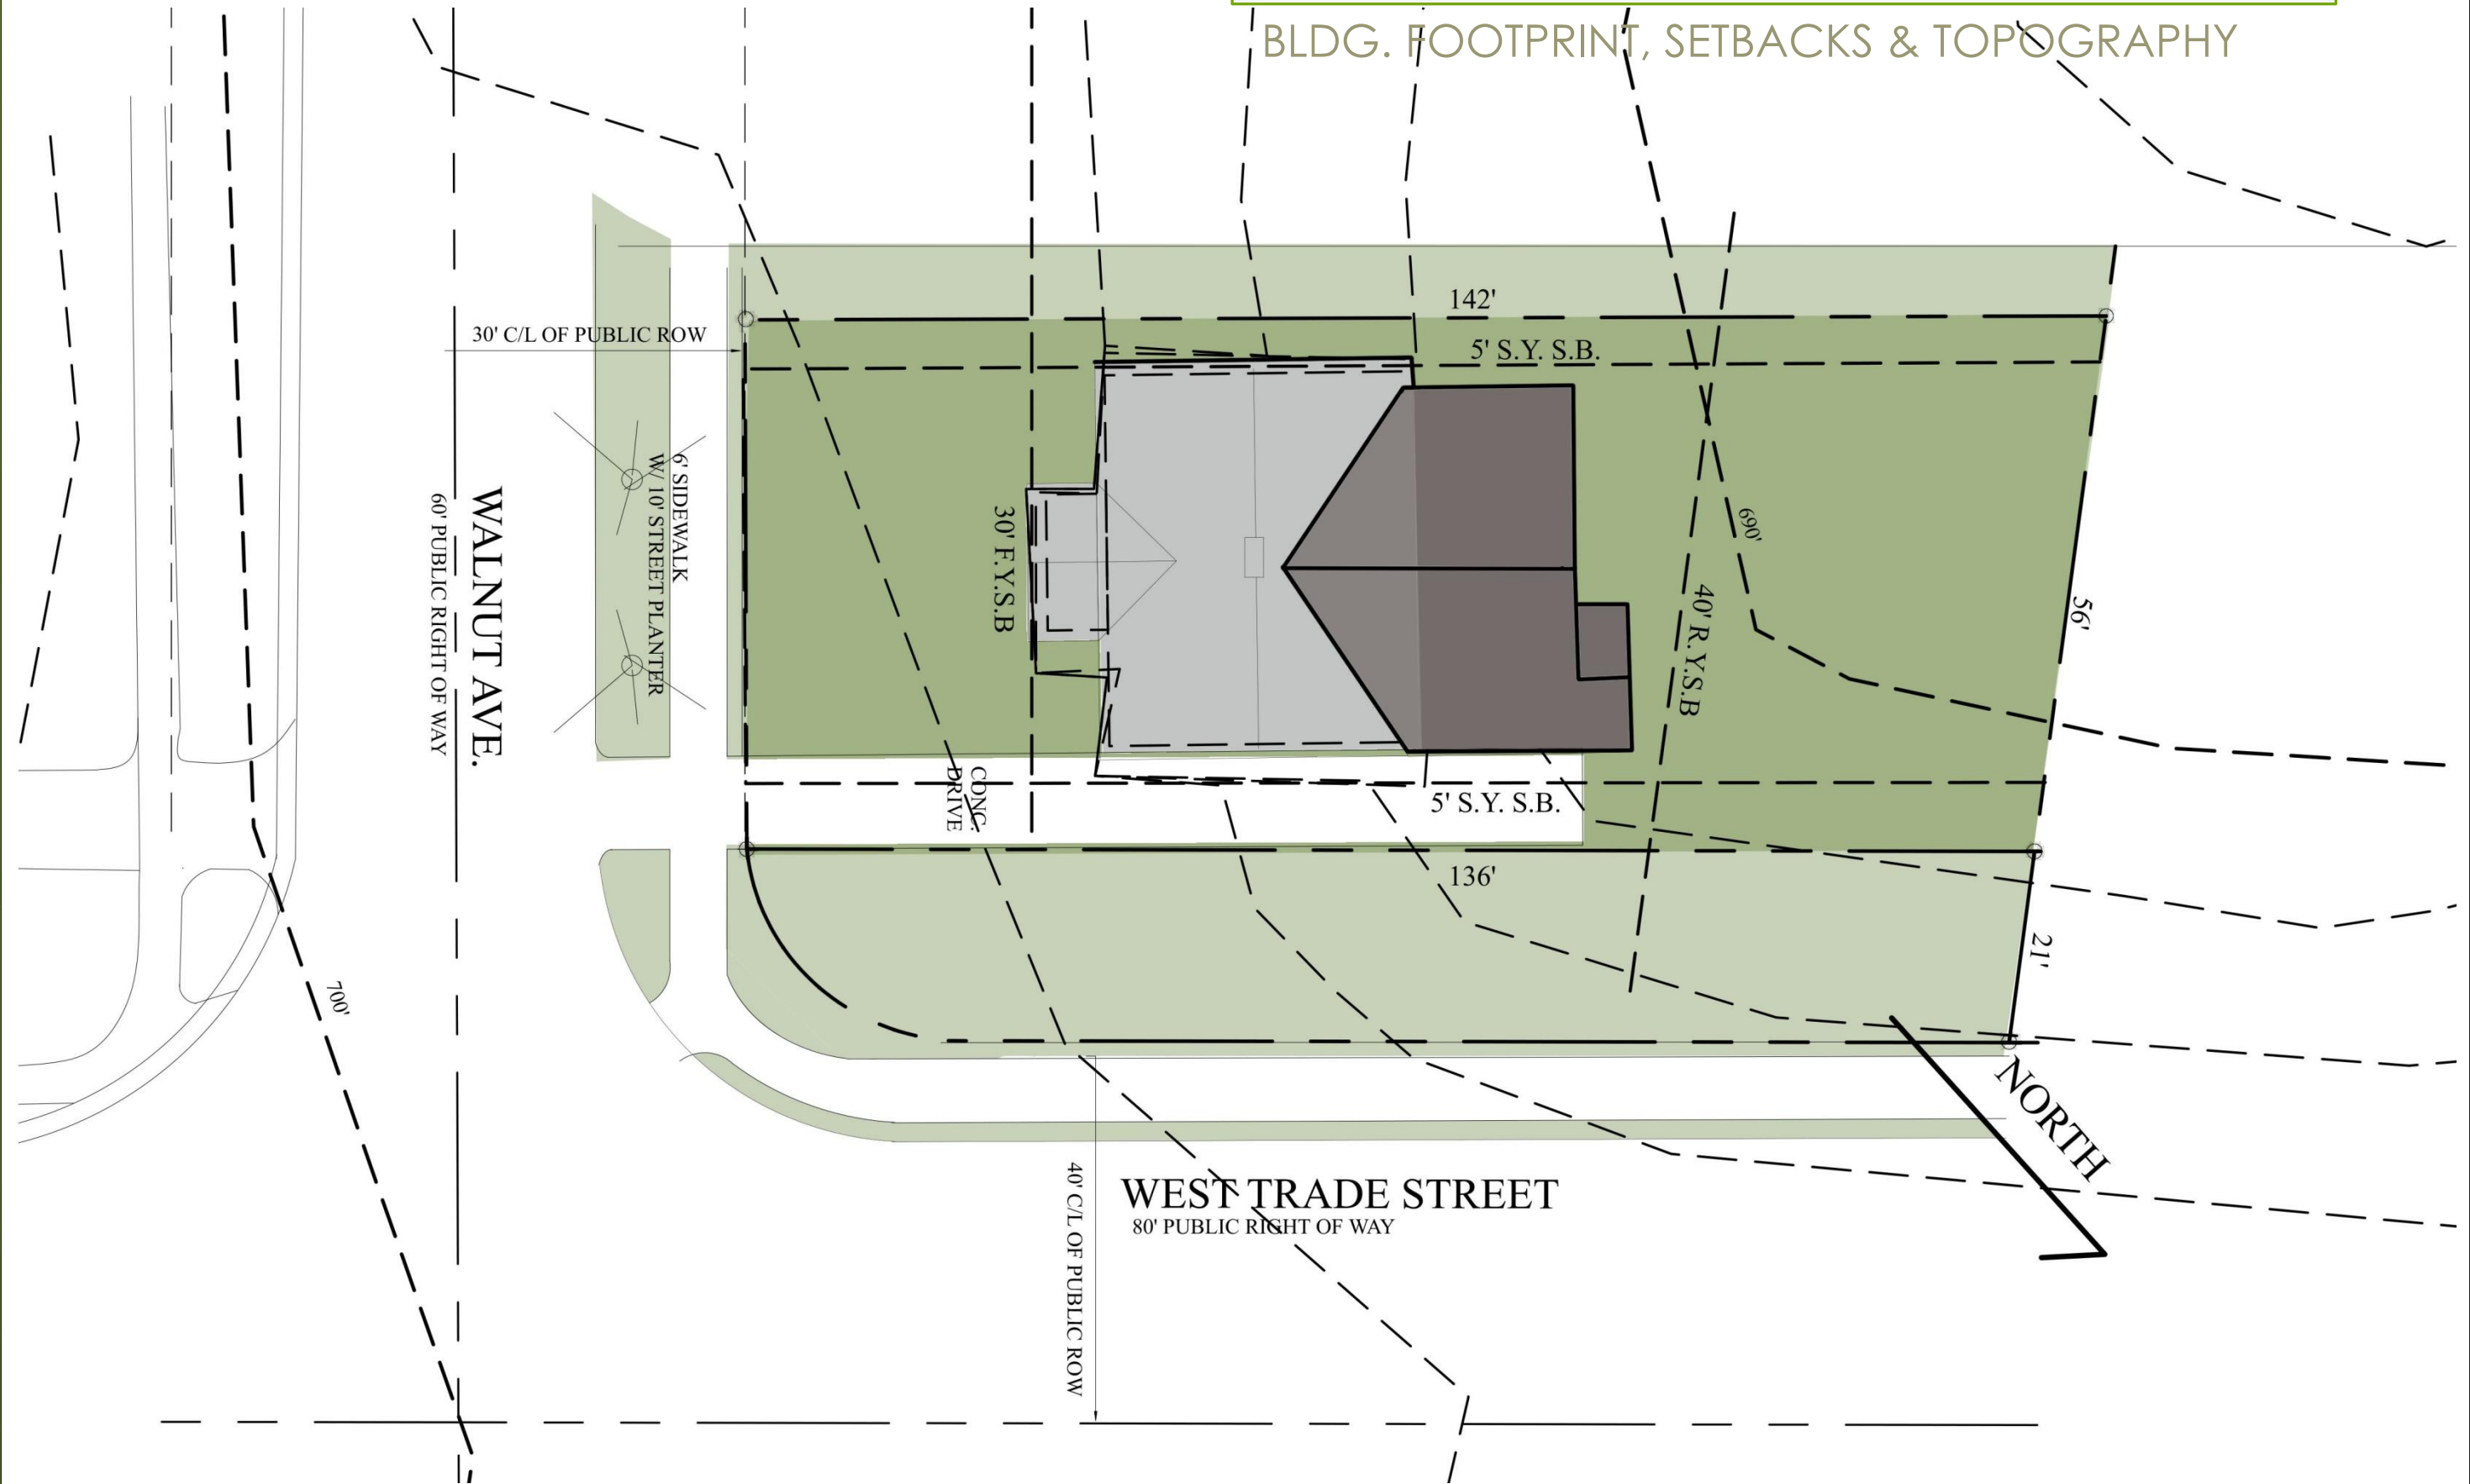 BLDG. FOOTPRINT, SETBACKS & TOPOGRAPHY
142'
30' C/L OF PUBLIC ROW
5' S.Y. S.B.
6' SIDEWALK
W/ 10' STREET PLANTER
WALNUT AVE.
60' PUBLIC RIGHT OF WAY
30' F.Y.S.B
690'
40' R.Y.S.B
56'
CONC.
DRIVE
5' S.Y. S.B.
136'
21'
700'
NORTH
WEST TRADE STREET
80' PUBLIC RIGHT OF WAY
40' C/L OF PUBLIC ROW